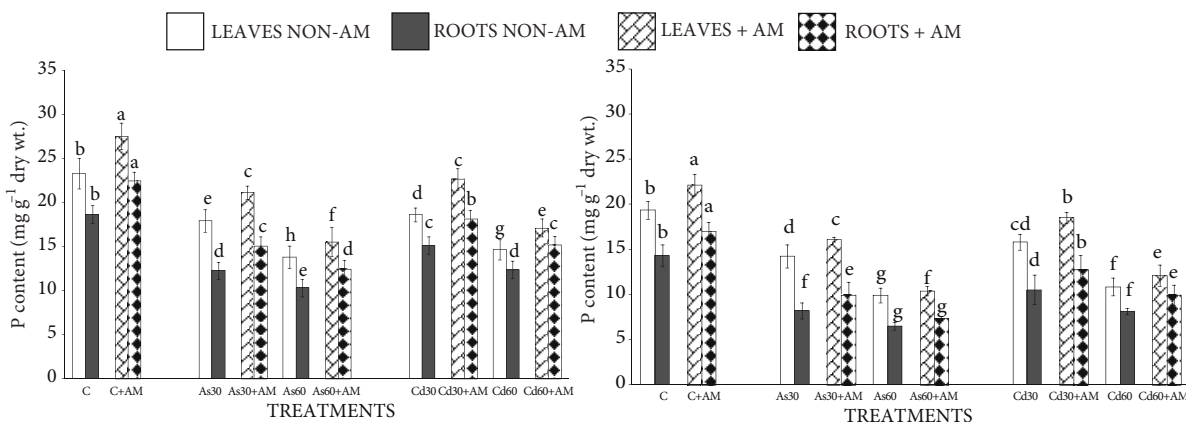 LEAVES NON-AM ROOTS NON-AM LEAVES + AM ROOTS + AM
P content (mg g⁻¹ dry wt.)
35
30
25
20
15
10
5
0
b b a a
e d c c h e f d
d c c b g d e c
C C+AM As30 As30+AM As60 As60+AM Cd30 Cd30+AM Cd60 Cd60+AM
TREATMENTS
P content (mg g⁻¹ dry wt.)
35
30
25
20
15
10
5
0
b b a a
d f c e g g f g
cd d b b f f e e
C C+AM As30 As30+AM As60 As60+AM Cd30 Cd30+AM Cd60 Cd60+AM
TREATMENTS